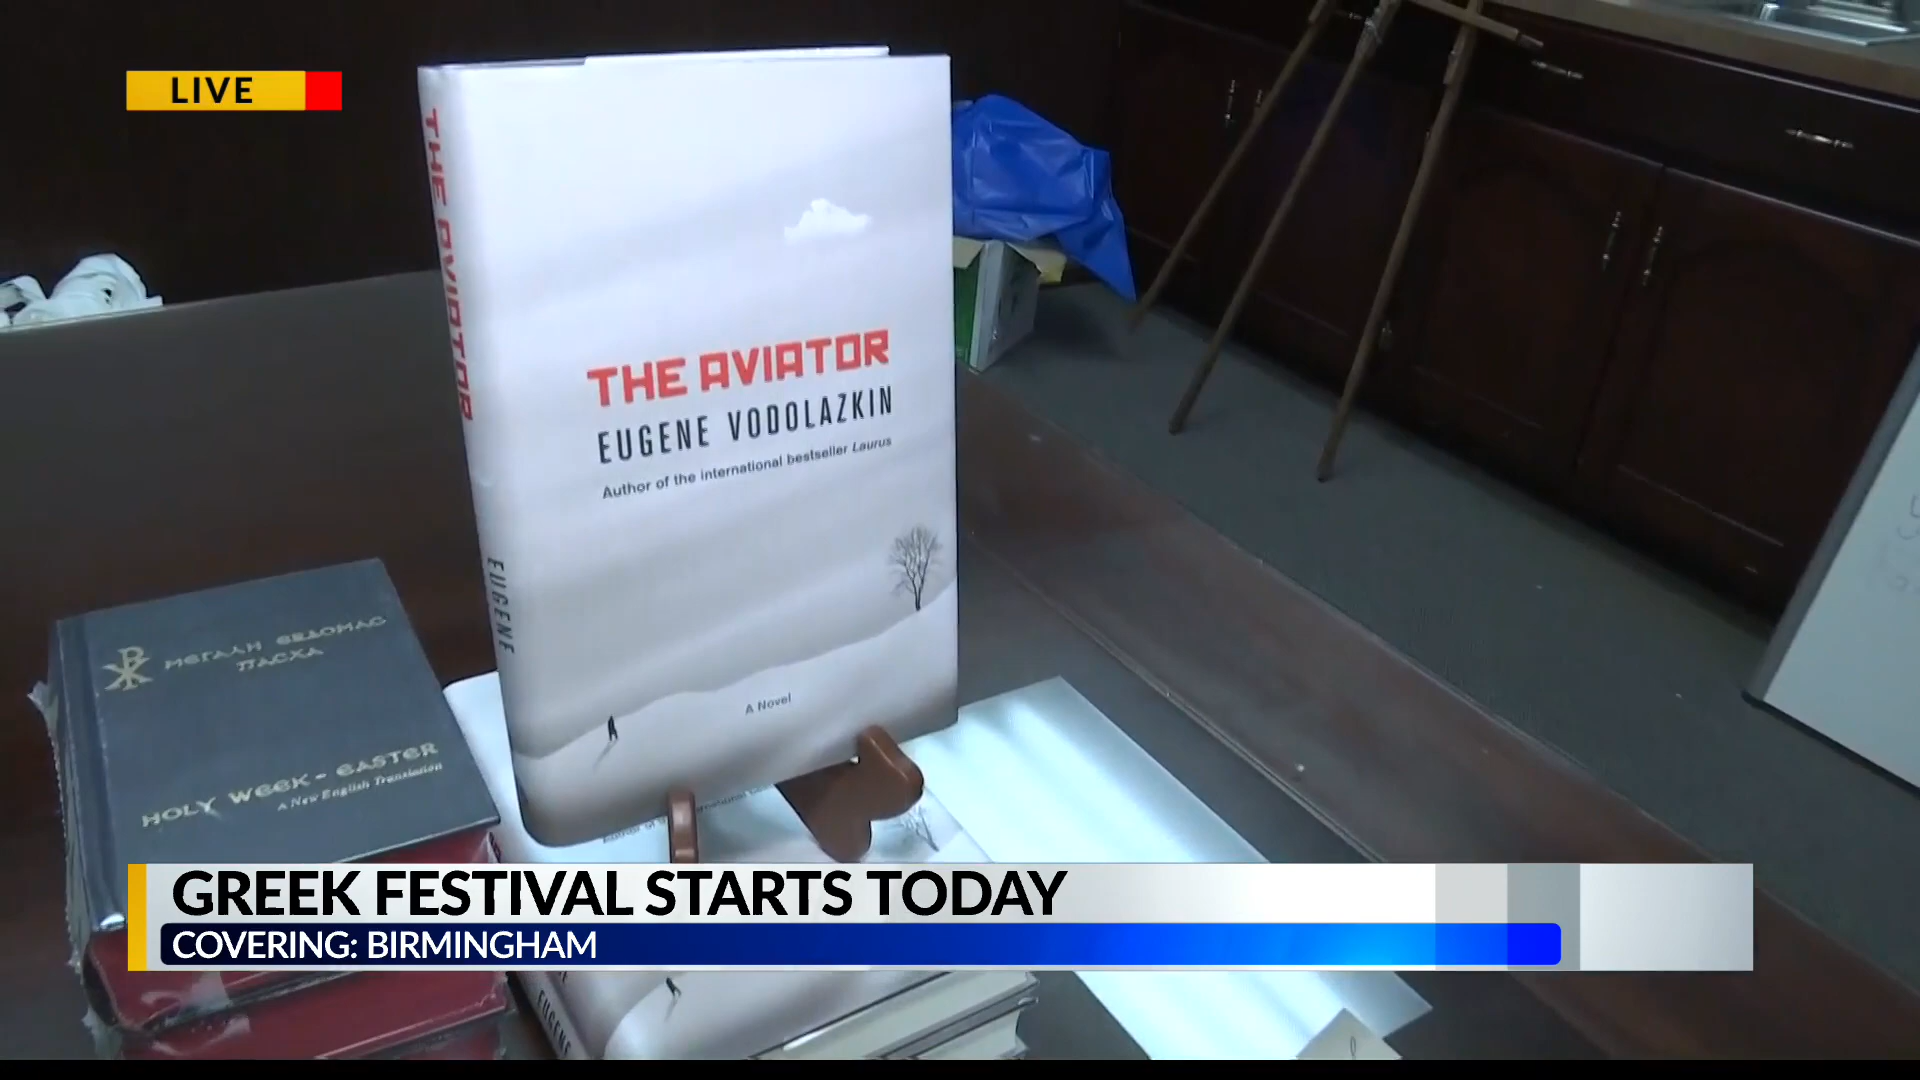 LIVE
THE AVIATOR
EUGENE
THE AVIATOR
EUGENE VODOLAZKIN
Author of the international bestseller Laurus
A Novel
ΜΕΓΑΛΗ ΕΒΔΟΜΑΣ
ΠΑΣΧΑ
HOLY WEEK - EASTER
A New English Translation
GREEK FESTIVAL STARTS TODAY
COVERING: BIRMINGHAM
EUGENE